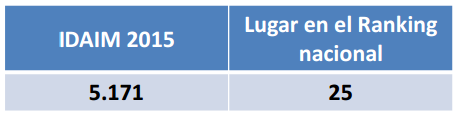 IDAIM 2015
Lugar en el Ranking
nacional
5.171
25